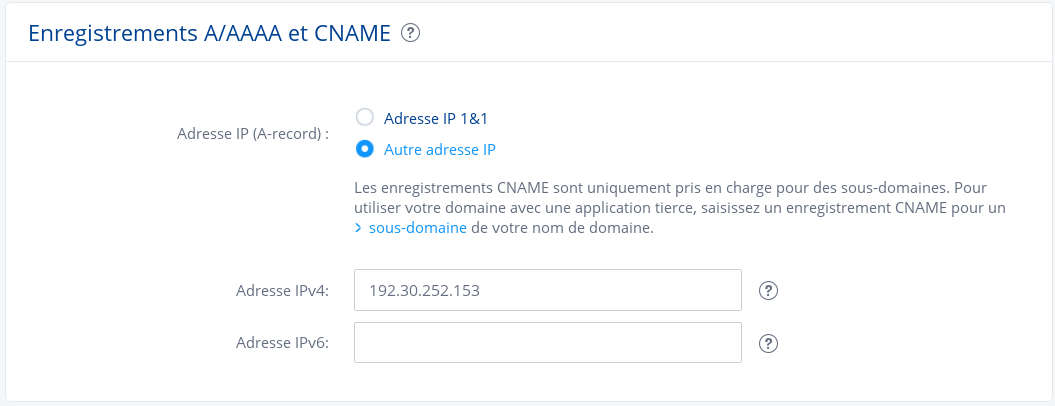 Enregistrements A/AAAA et CNAME ?
Adresse IP (A-record) :
Adresse IP 1&1
Autre adresse IP
Les enregistrements CNAME sont uniquement pris en charge pour des sous-domaines. Pour
utiliser votre domaine avec une application tierce, saisissez un enregistrement CNAME pour un
sous-domaine de votre nom de domaine.
Adresse IPv4: 192.30.252.153 ?
Adresse IPv6: ?